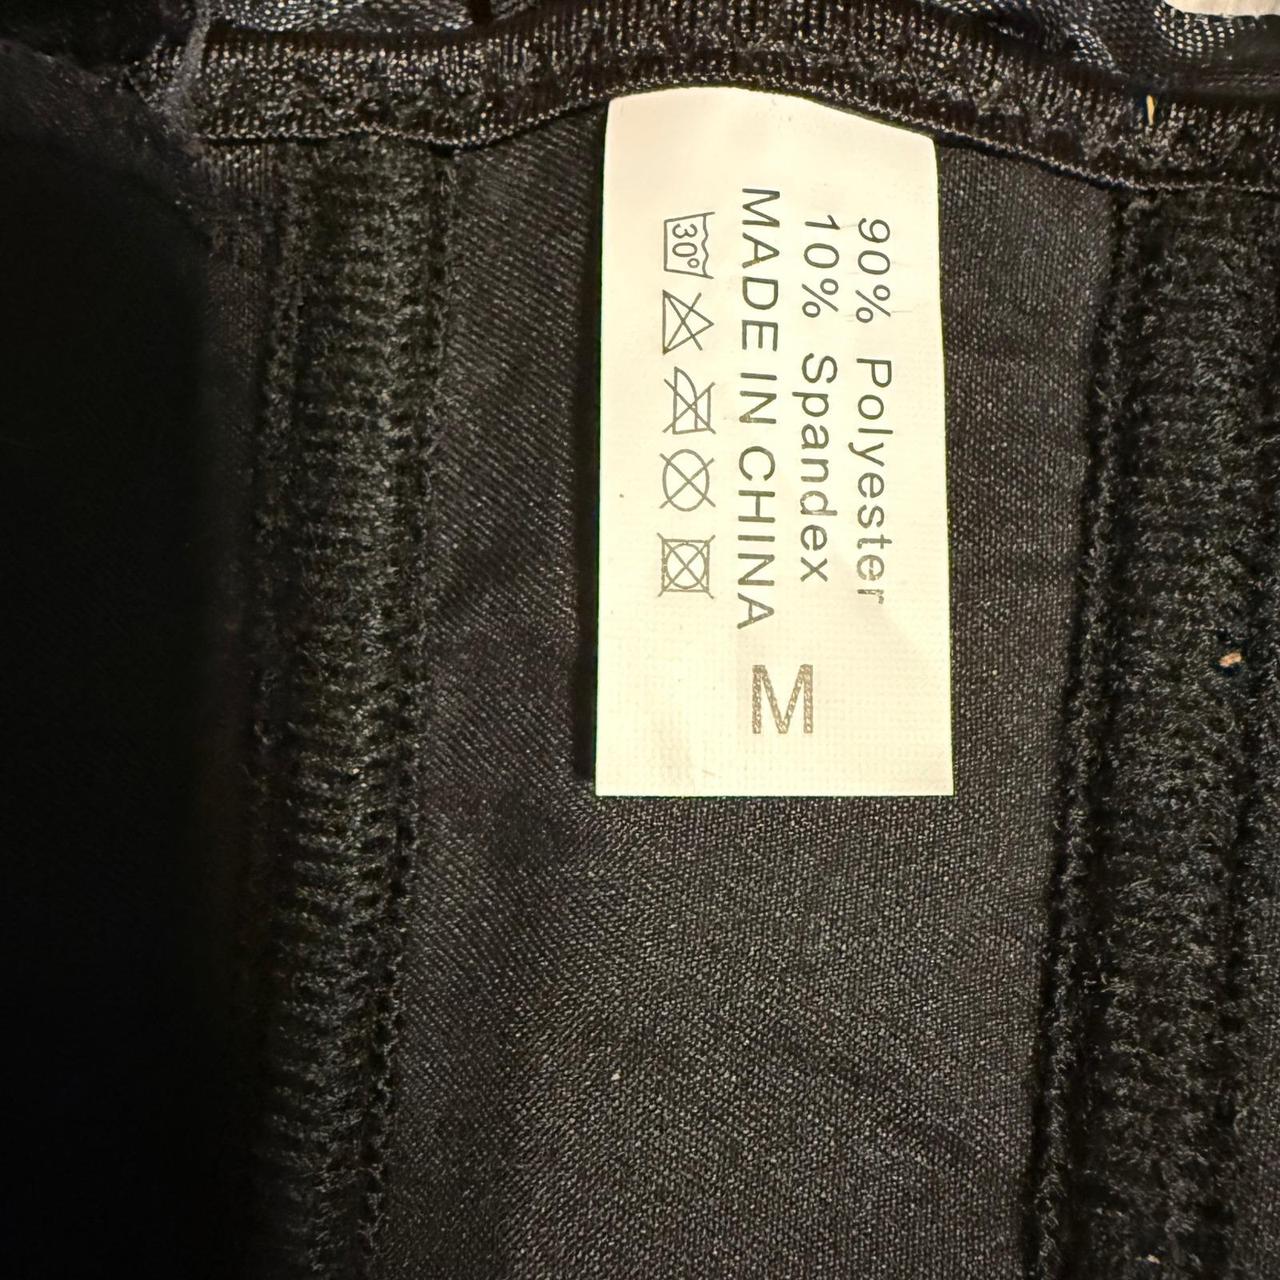 90% Polyester
10% Spandex
MADE IN CHINA
M
30°